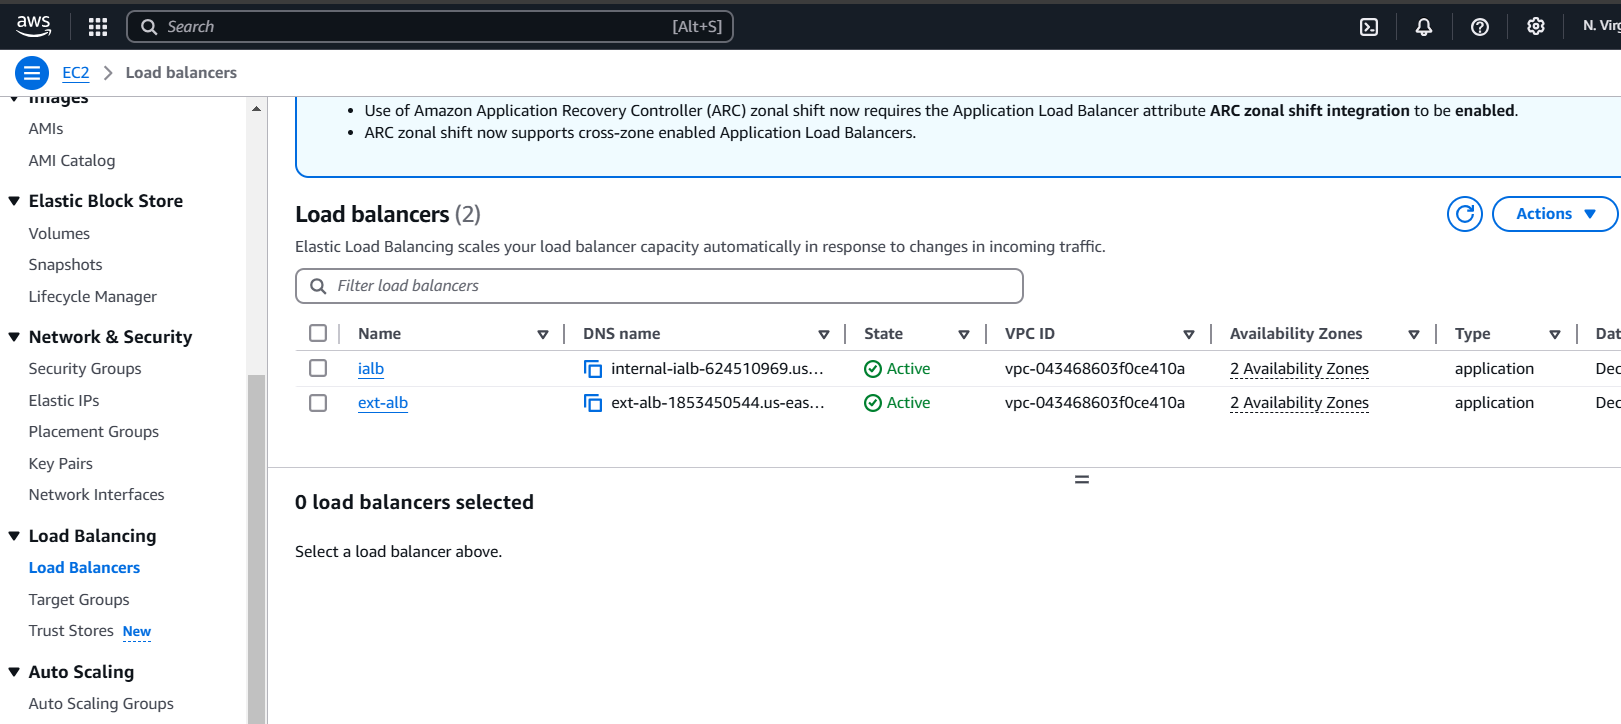 aws
Search [Alt+S]
N. Virg
EC2 Load balancers
Images
AMIs
AMI Catalog
Elastic Block Store
Volumes
Snapshots
Lifecycle Manager
Network & Security
Security Groups
Elastic IPs
Placement Groups
Key Pairs
Network Interfaces
Load Balancing
Load Balancers
Target Groups
Trust Stores New
Auto Scaling
Auto Scaling Groups
• Use of Amazon Application Recovery Controller (ARC) zonal shift now requires the Application Load Balancer attribute ARC zonal shift integration to be enabled.
• ARC zonal shift now supports cross-zone enabled Application Load Balancers.
Load balancers (2)
Actions
Elastic Load Balancing scales your load balancer capacity automatically in response to changes in incoming traffic.
Filter load balancers
Name DNS name State VPC ID Availability Zones Type Dat
ialb internal-ialb-624510969.us... Active vpc-043468603f0ce410a 2 Availability Zones application Dec
ext-alb ext-alb-1853450544.us-eas... Active vpc-043468603f0ce410a 2 Availability Zones application Dec
0 load balancers selected
Select a load balancer above.